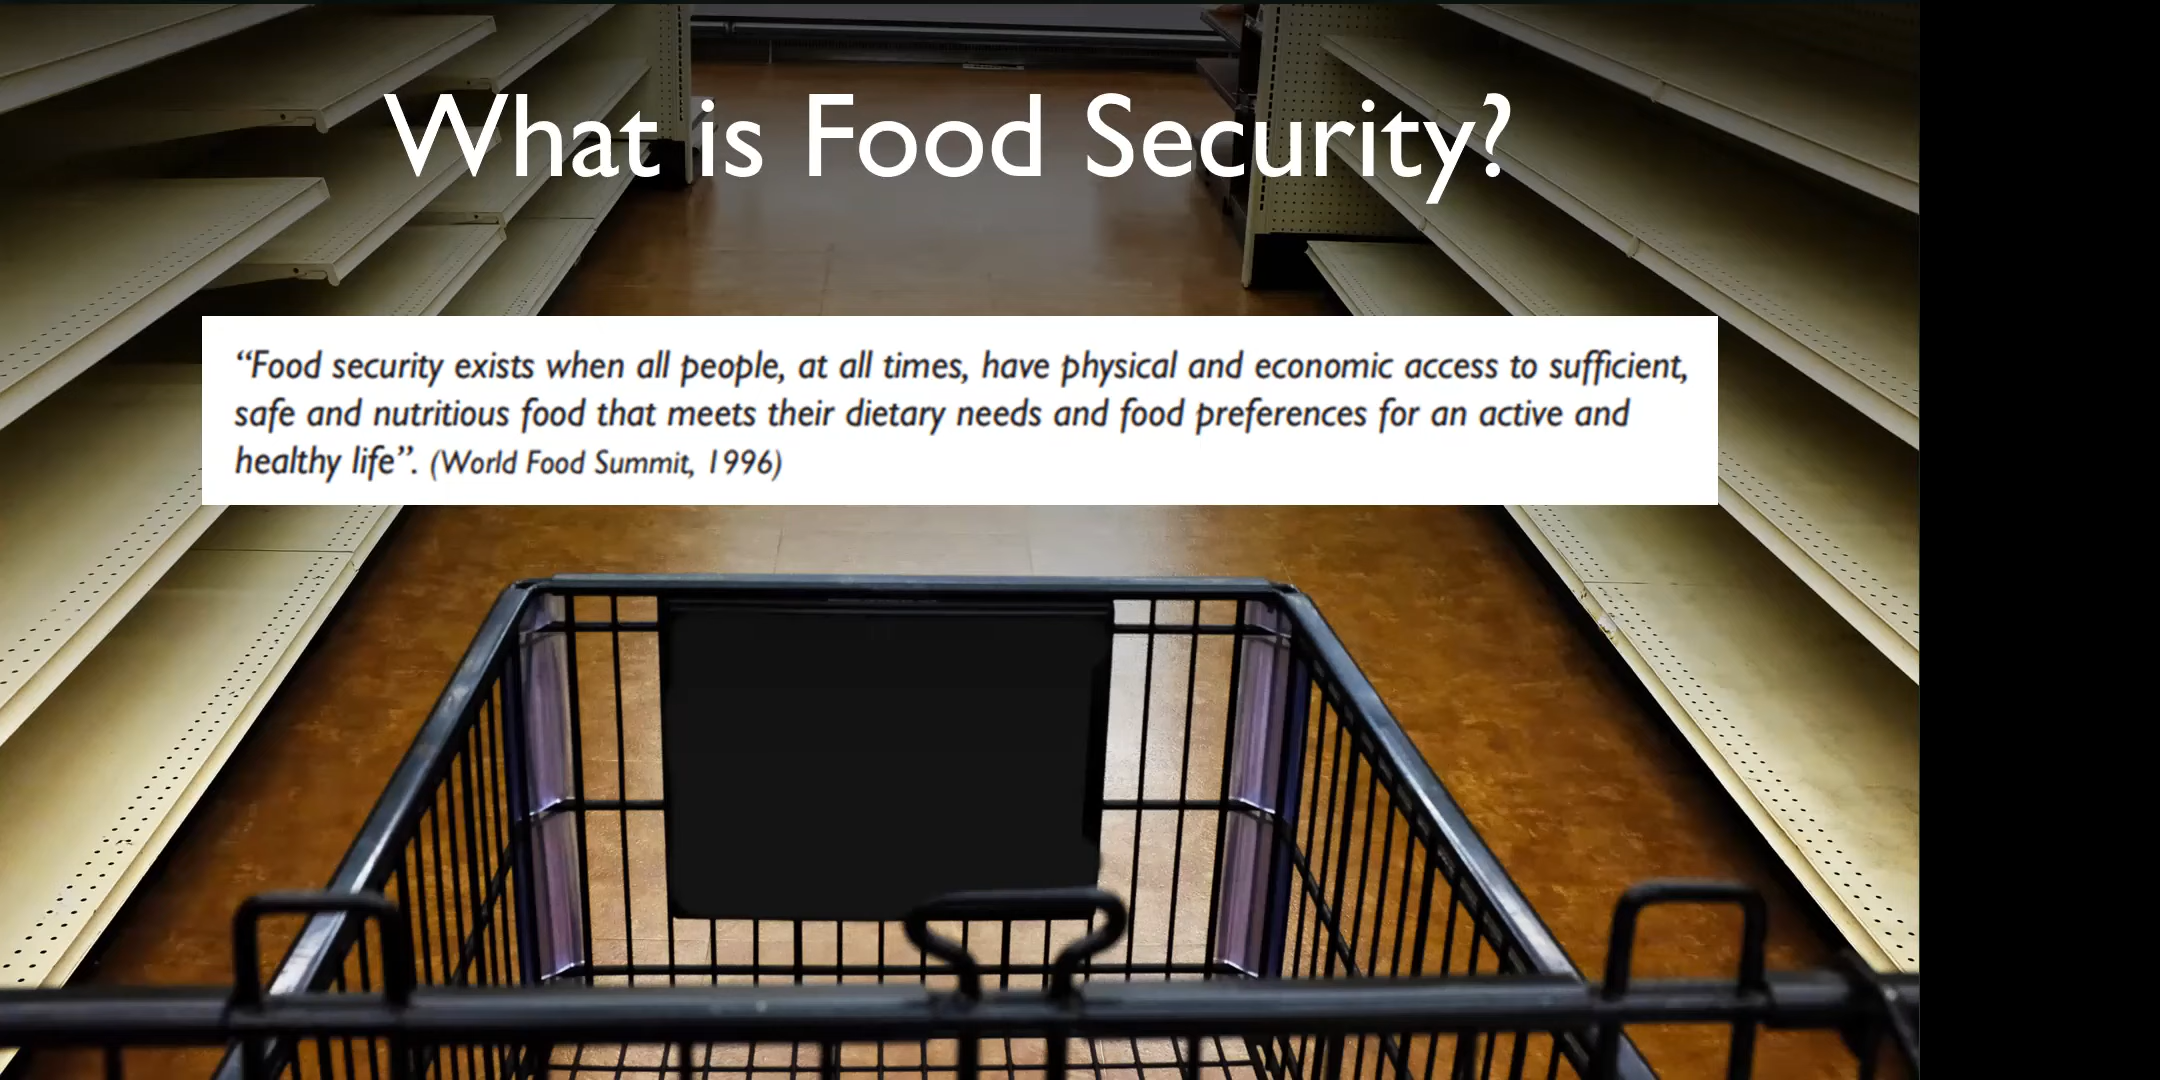 What is Food Security?
“Food security exists when all people, at all times, have physical and economic access to sufficient,
safe and nutritious food that meets their dietary needs and food preferences for an active and
healthy life”. (World Food Summit, 1996)